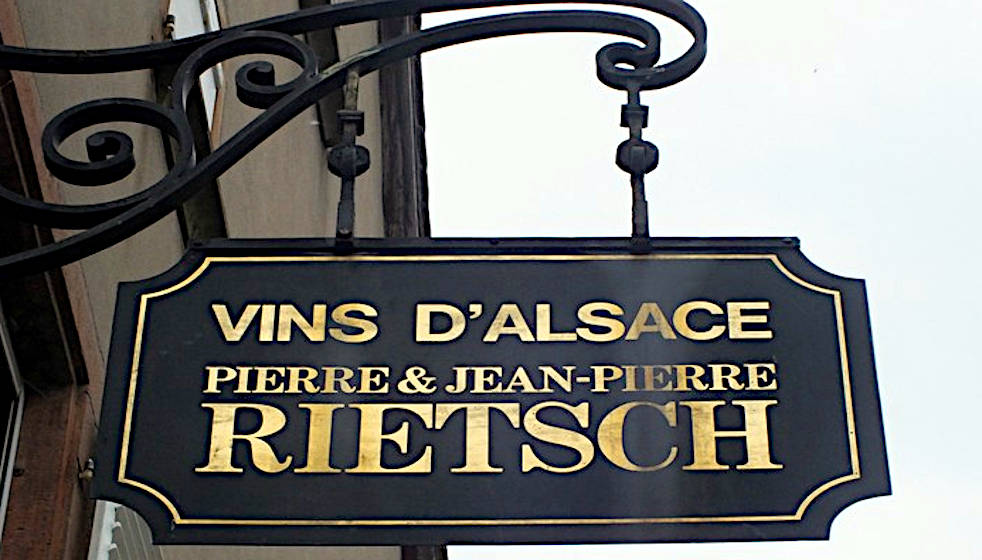 VINS D'ALSACE
PIERRE & JEAN-PIERRE
RIETSCH